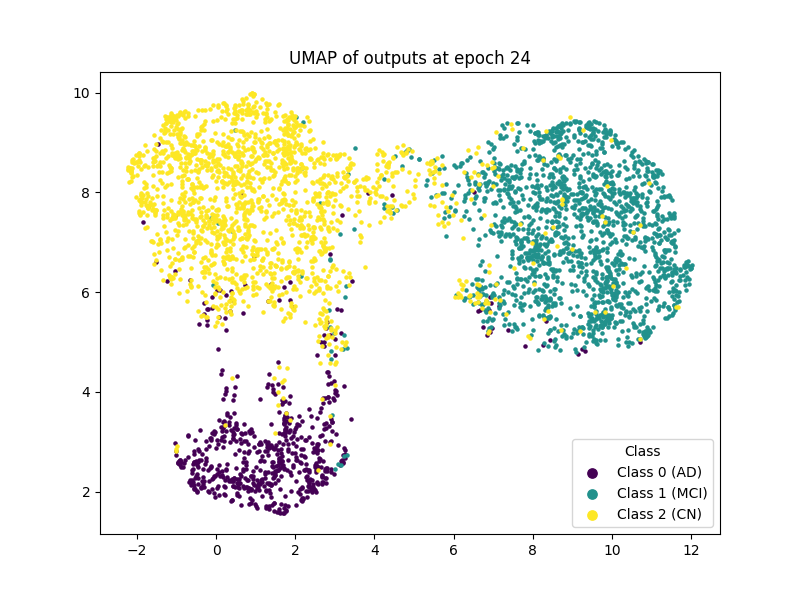 UMAP of outputs at epoch 24
10
8
6
4
2
−2
0
2
4
6
8
10
12
Class
Class 0 (AD)
Class 1 (MCI)
Class 2 (CN)